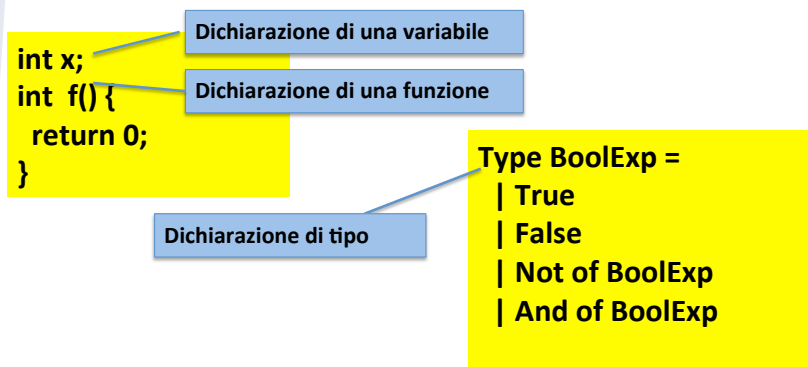 Dichiarazione di una variabile
int x;
int f() {
return 0;
}
Dichiarazione di una funzione
Type BoolExp =
| True
| False
| Not of BoolExp
| And of BoolExp
Dichiarazione di tipo